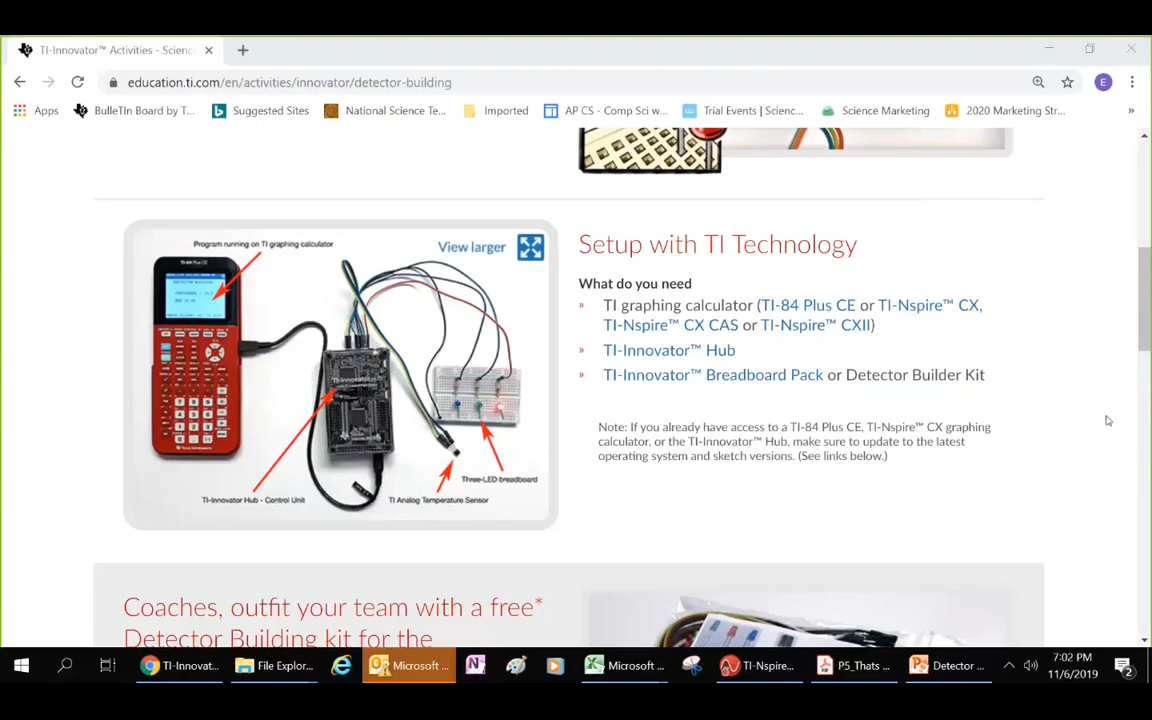 TI-Innovator™ Activities - Scienc
education.ti.com/en/activities/innovator/detector-building
E
Apps BulleTIn Board by T... Suggested Sites National Science Te... Imported AP CS - Comp Sci w... Trial Events | Scienc... Science Marketing 2020 Marketing Str...
Program running on TI graphing calculator
View larger
TI-84 Plus CE
TI-Innovator
TI-Innovator Hub - Control Unit
TI Analog Temperature Sensor
Three-LED breadboard
Setup with TI Technology
What do you need
» TI graphing calculator (TI-84 Plus CE or TI-Nspire™ CX,
TI-Nspire™ CX CAS or TI-Nspire™ CXII)
» TI-Innovator™ Hub
» TI-Innovator™ Breadboard Pack or Detector Builder Kit
Note: If you already have access to a TI-84 Plus CE, TI-Nspire™ CX graphing
calculator, or the TI-Innovator™ Hub, make sure to update to the latest
operating system and sketch versions. (See links below.)
Coaches, outfit your team with a free*
Detector Building kit for the
TI-Innovat... File Explor... Microsoft ... Microsoft ... TI-Nspire... P5_Thats ... Detector ...
7:02 PM
11/6/2019
2